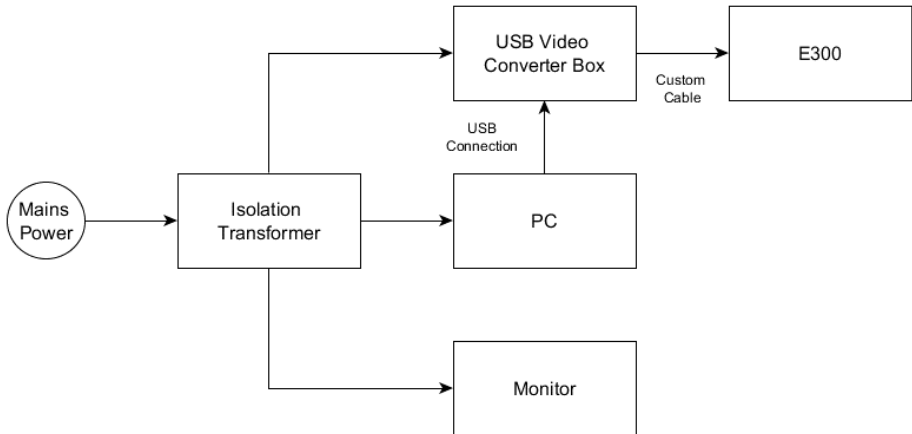 USB Video
Converter Box
E300
Custom
Cable
USB
Connection
Mains
Power
Isolation
Transformer
PC
Monitor